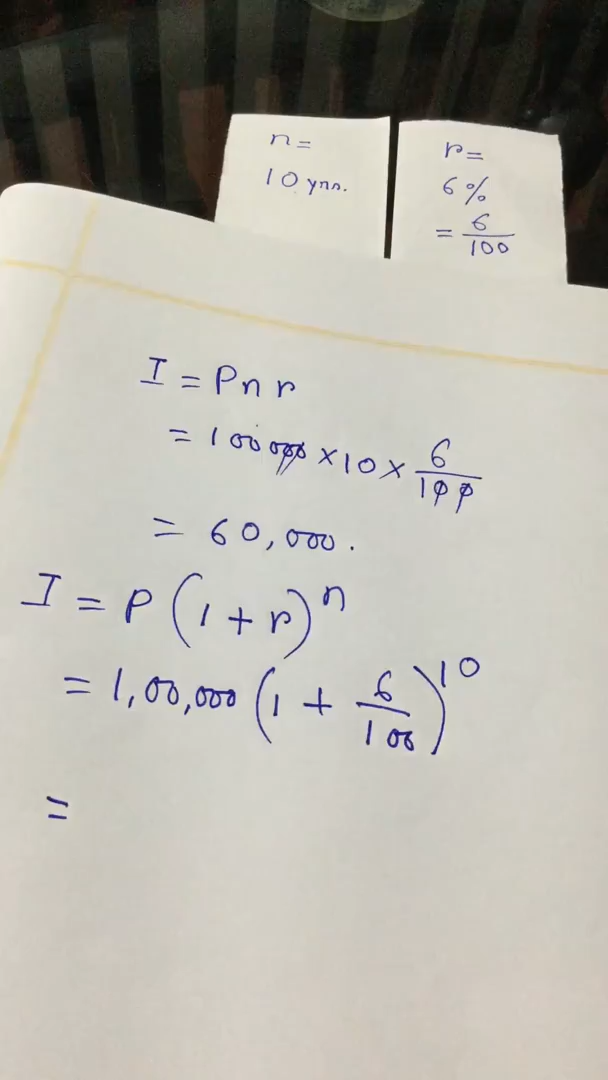 n =
10 yrs.
r =
6%
= 6/100
I = P n r
= 100000 × 10 × 6/100
= 60,000.
I = P (1 + r)^n
= 1,00,000 (1 + 6/100)^10
=